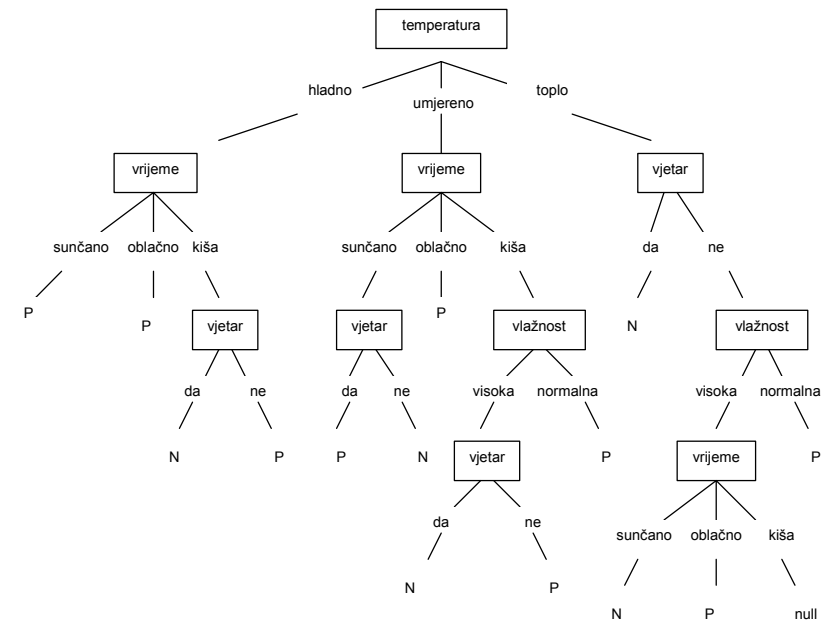 temperatura
hladno umjereno toplo
vrijeme vrijeme vjetar
sunčano oblačno kiša sunčano oblačno kiša da ne
P P vjetar vjetar P vlažnost N vlažnost
da ne da ne visoka normalna visoka normalna
N P P N vjetar P vrijeme P
da ne sunčano oblačno kiša
N P N P null